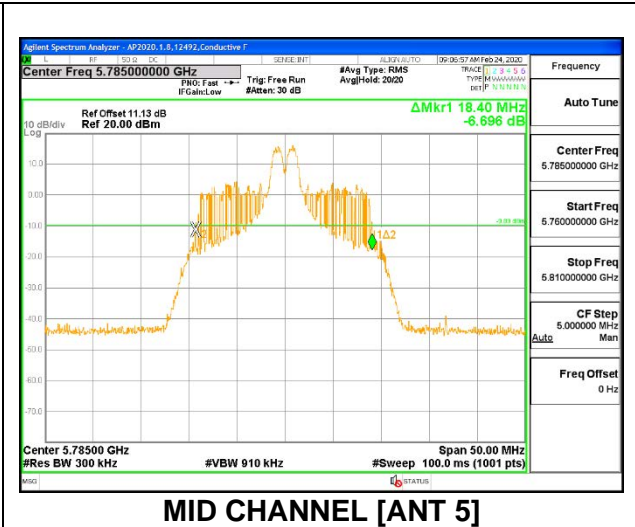 Agilent Spectrum Analyzer - AP2020.1.8,12492,Conductive F
L RF 50 Ω DC SENSE:INT ALIGN AUTO 09:06:57 AM Feb 24, 2020
Center Freq 5.785000000 GHz
PNO: Fast
IFGain:Low
Trig: Free Run
#Atten: 30 dB
#Avg Type: RMS
Avg|Hold: 20/20
TRACE 1 2 3 4 5 6
TYPE M
DET P N N N N N
ΔMkr1 18.40 MHz
-6.696 dB
Ref Offset 11.13 dB
10 dB/div Ref 20.00 dBm
Log
10.0
0.00
-10.0
-20.0
-30.0
-40.0
-50.0
-60.0
-70.0
X2
1Δ2
Center 5.78500 GHz
Span 50.00 MHz
#Res BW 300 kHz
#VBW 910 kHz
#Sweep 100.0 ms (1001 pts)
MSG
STATUS
Frequency
Auto Tune
Center Freq
5.785000000 GHz
Start Freq
5.760000000 GHz
Stop Freq
5.810000000 GHz
CF Step
5.000000 MHz
Auto Man
Freq Offset
0 Hz
MID CHANNEL [ANT 5]